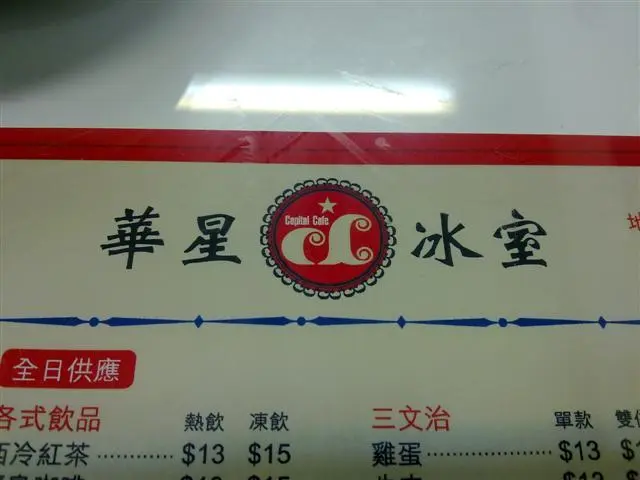 華星 Capital Cafe 冰室
全日供應
各式飲品 熱飲 凍飲
西冷紅茶 $13 $15
三文治 單款
雞蛋 $13